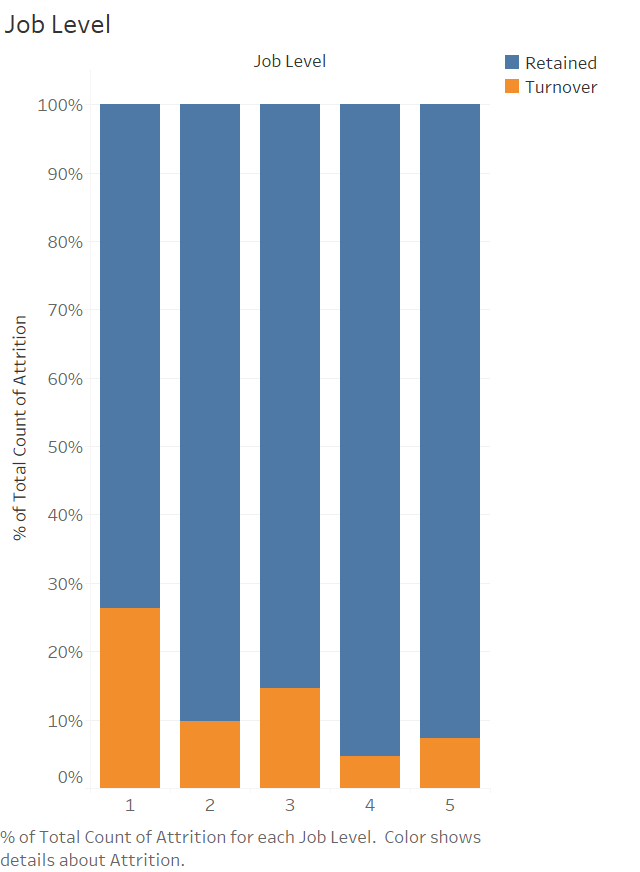 Job Level
Job Level
Retained
Turnover
% of Total Count of Attrition
100%
90%
80%
70%
60%
50%
40%
30%
20%
10%
0%
1 2 3 4 5
% of Total Count of Attrition for each Job Level.  Color shows
details about Attrition.